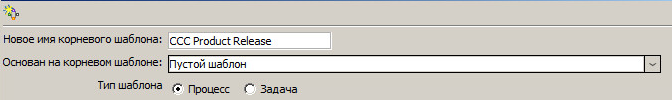 Новое имя корневого шаблона: CCC Product Release
Основан на корневом шаблоне: Пустой шаблон
Тип шаблона Процесс Задача